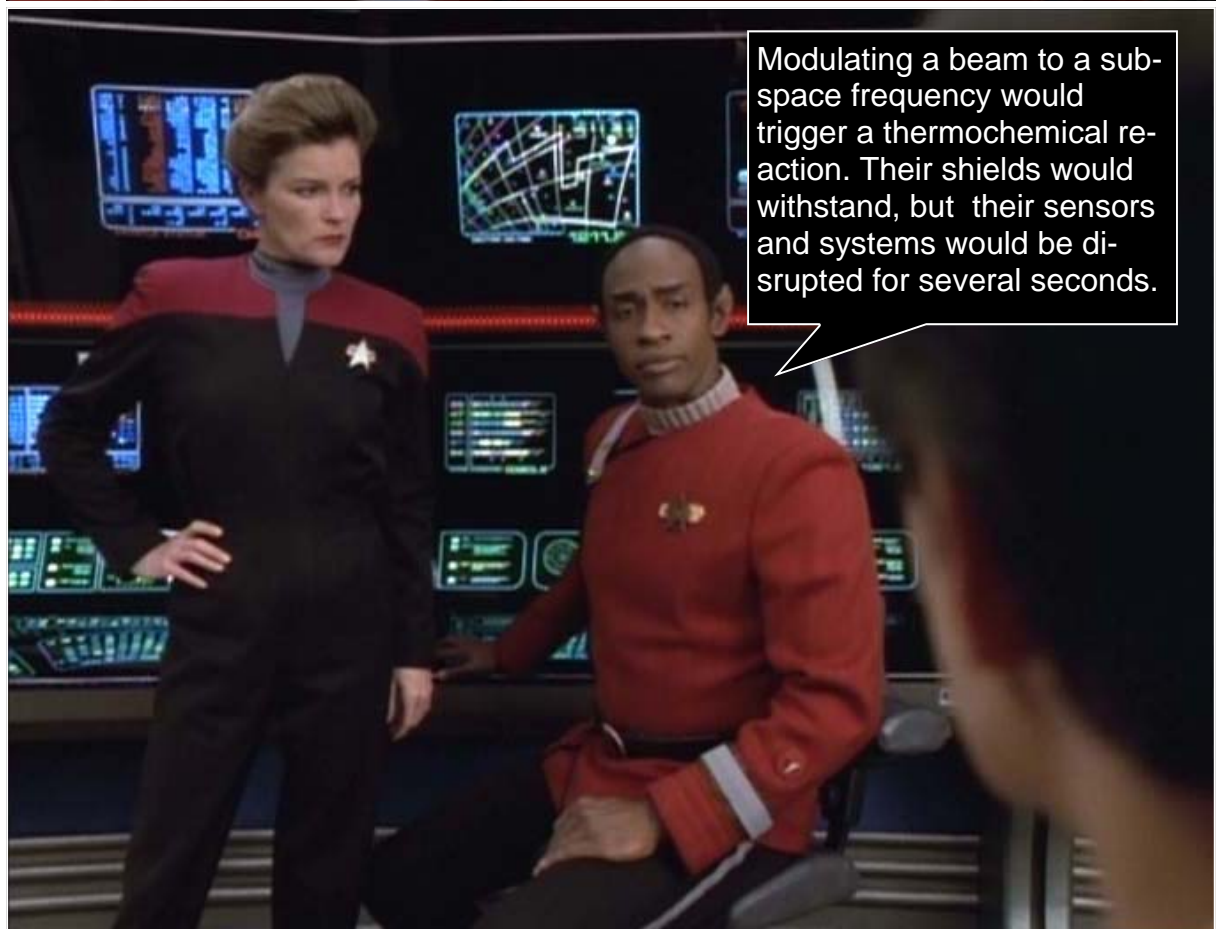 Modulating a beam to a sub-
space frequency would
trigger a thermochemical re-
action. Their shields would
withstand, but  their sensors
and systems would be di-
srupted for several seconds.